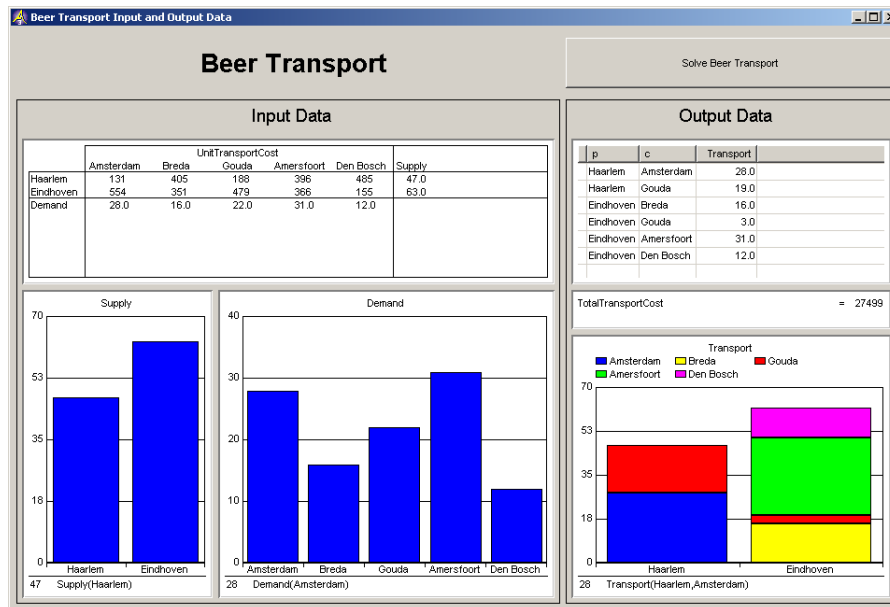 Beer Transport Input and Output Data
Beer Transport
Solve Beer Transport
Input Data
UnitTransportCost
Amsterdam Breda Gouda Amersfoort Den Bosch Supply
Haarlem 131 405 188 396 485 47.0
Eindhoven 554 351 479 366 155 63.0
Demand 28.0 16.0 22.0 31.0 12.0
Supply
70
53
35
18
0
Haarlem Eindhoven
47 Supply(Haarlem)
Demand
40
30
20
10
0
Amsterdam Breda Gouda Amersfoort Den Bosch
28 Demand(Amsterdam)
Output Data
p c Transport
Haarlem Amsterdam 28.0
Haarlem Gouda 19.0
Eindhoven Breda 16.0
Eindhoven Gouda 3.0
Eindhoven Amersfoort 31.0
Eindhoven Den Bosch 12.0
TotalTransportCost = 27499
Transport
Amsterdam Breda Gouda
Amersfoort Den Bosch
70
53
35
18
0
Haarlem Eindhoven
28 Transport(Haarlem,Amsterdam)